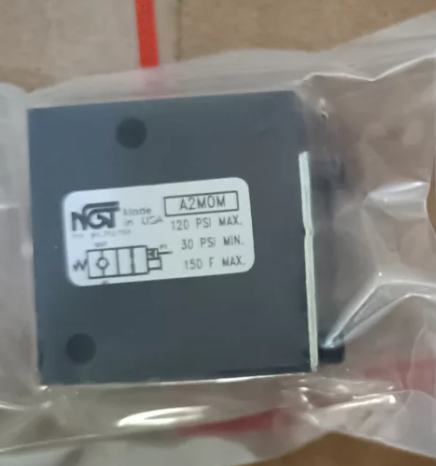 NGT Made in USA
A2M0M
120 PSI MAX.
30 PSI MIN.
150 F MAX.